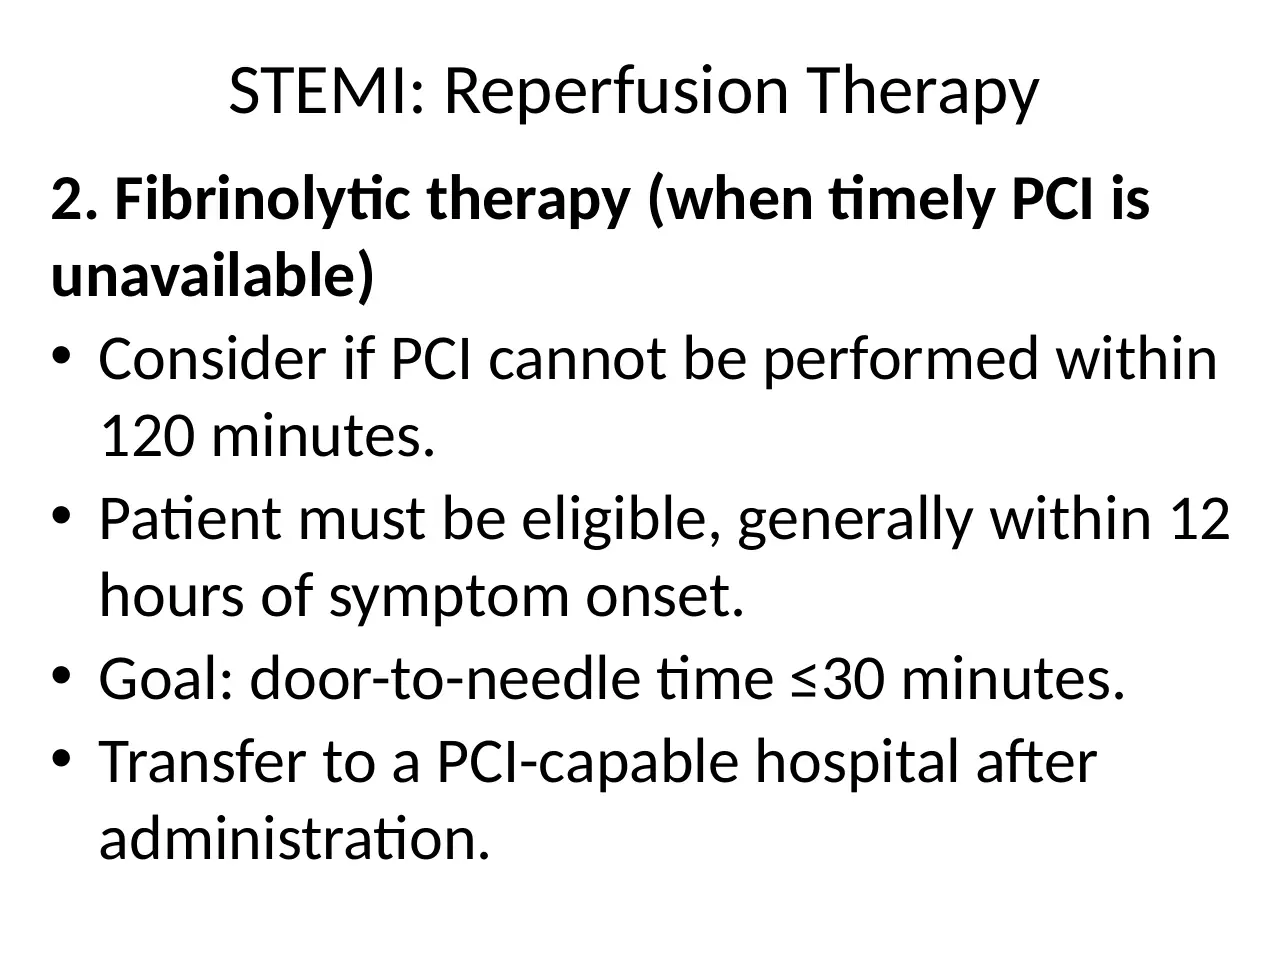 STEMI: Reperfusion Therapy
2. Fibrinolytic therapy (when timely PCI is
unavailable)
• Consider if PCI cannot be performed within
120 minutes.
• Patient must be eligible, generally within 12
hours of symptom onset.
• Goal: door-to-needle time ≤30 minutes.
• Transfer to a PCI-capable hospital after
administration.